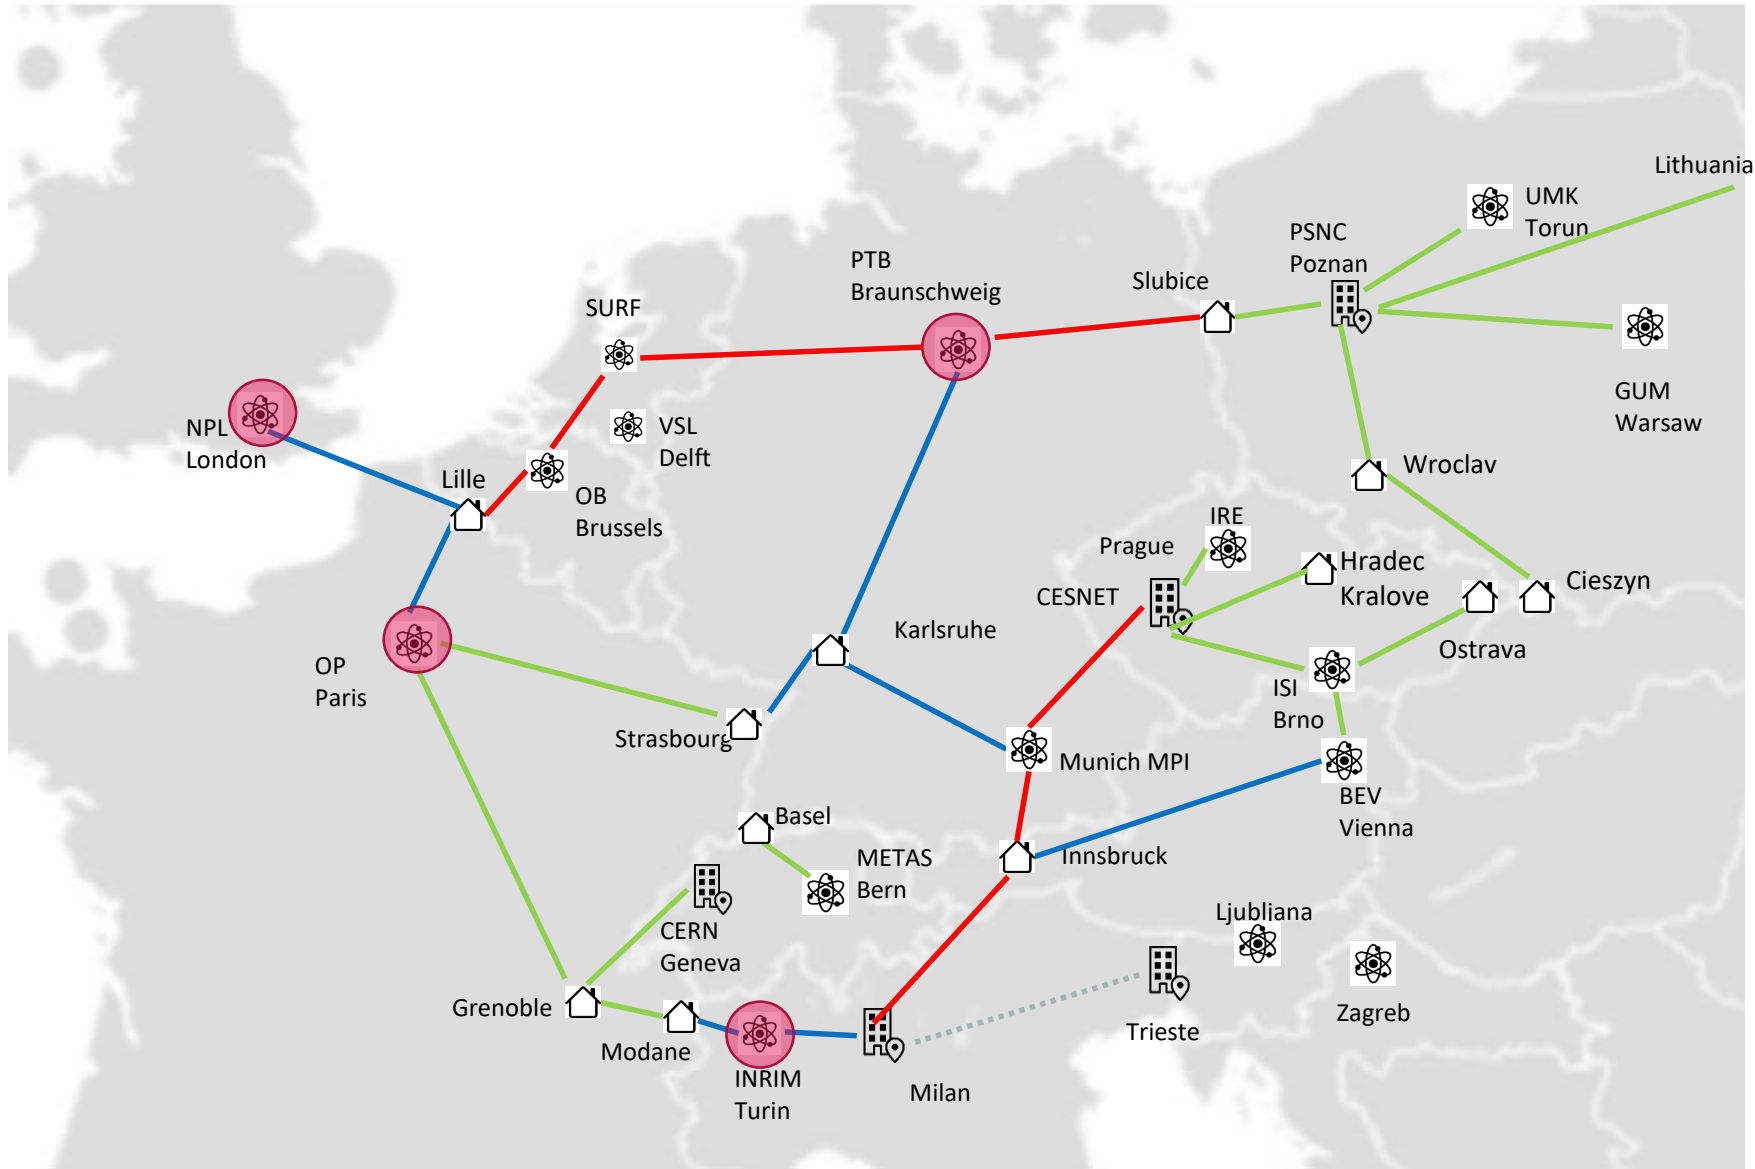 Lithuania
UMK
Torun
PSNC
Poznan
PTB
Braunschweig
Slubice
SURF
GUM
Warsaw
NPL
London
VSL
Delft
Lille
OB
Brussels
Wroclav
IRE
Prague
Hradec
Kralove
CESNET
Cieszyn
Karlsruhe
Ostrava
OP
Paris
ISI
Brno
Strasbourg
Munich MPI
BEV
Vienna
Basel
METAS
Bern
Innsbruck
Ljubljana
CERN
Geneva
Grenoble
Zagreb
Trieste
Modane
INRIM
Turin
Milan